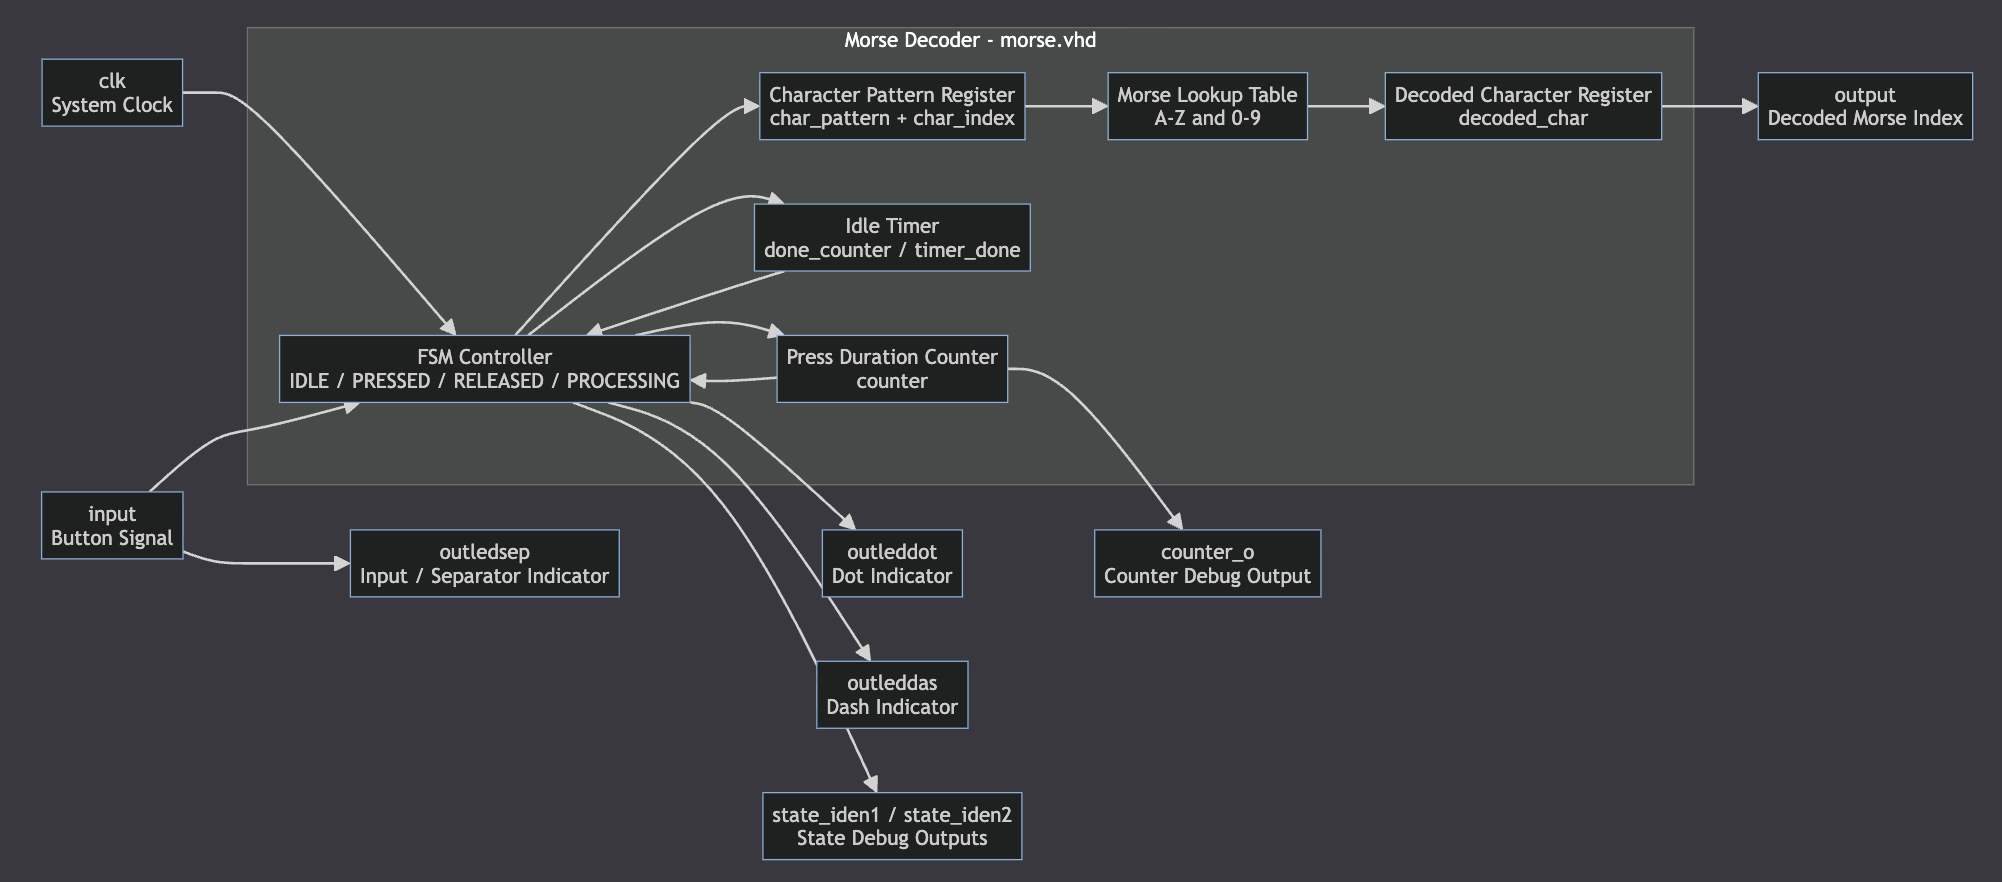 Morse Decoder - morse.vhd
clk
System Clock
Character Pattern Register
char_pattern + char_index
Morse Lookup Table
A-Z and 0-9
Decoded Character Register
decoded_char
output
Decoded Morse Index
Idle Timer
done_counter / timer_done
FSM Controller
IDLE / PRESSED / RELEASED / PROCESSING
Press Duration Counter
counter
input
Button Signal
outledsep
Input / Separator Indicator
outleddot
Dot Indicator
counter_o
Counter Debug Output
outleddas
Dash Indicator
state_iden1 / state_iden2
State Debug Outputs